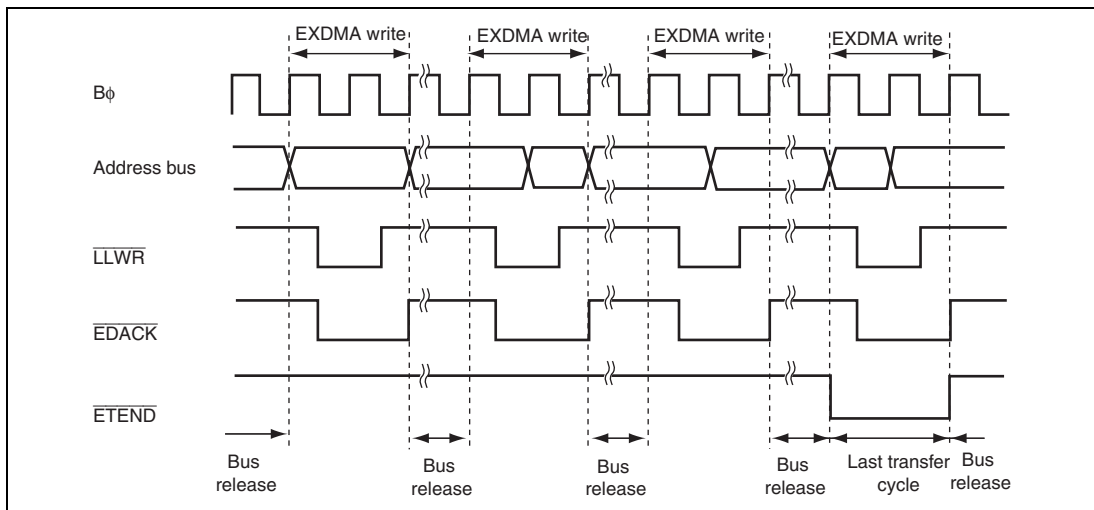 EXDMA write EXDMA write EXDMA write EXDMA write
Bϕ
Address bus
LLWR
EDACK
ETEND
Bus release
Bus release
Bus release
Bus release
Last transfer cycle
Bus release